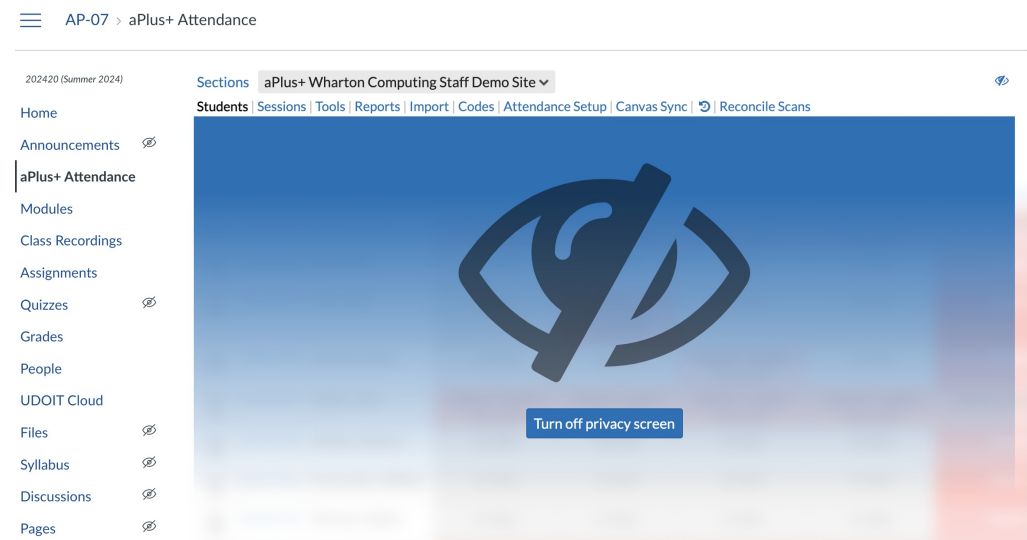 AP-07 > aPlus+ Attendance
202420 (Summer 2024)
Home
Announcements
aPlus+ Attendance
Modules
Class Recordings
Assignments
Quizzes
Grades
People
UDOIT Cloud
Files
Syllabus
Discussions
Pages
Sections aPlus+ Wharton Computing Staff Demo Site
Students | Sessions | Tools | Reports | Import | Codes | Attendance Setup | Canvas Sync | | Reconcile Scans
Turn off privacy screen